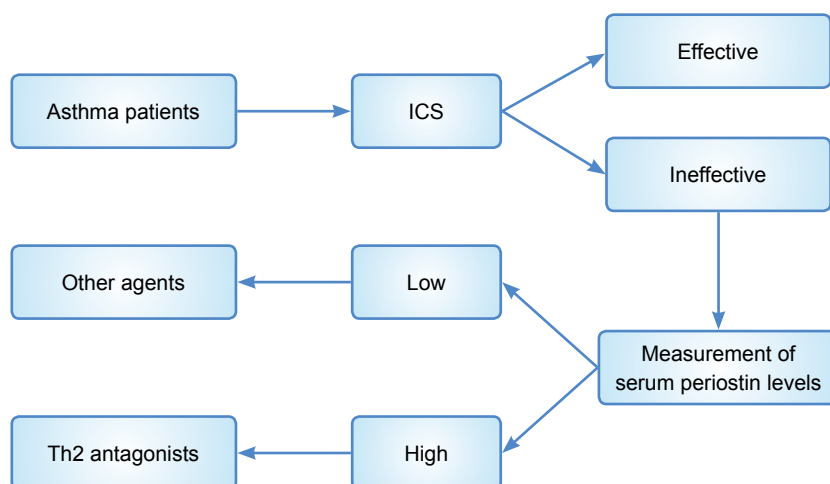 Effective
Asthma patients
ICS
Ineffective
Other agents
Low
Measurement of
serum periostin levels
Th2 antagonists
High